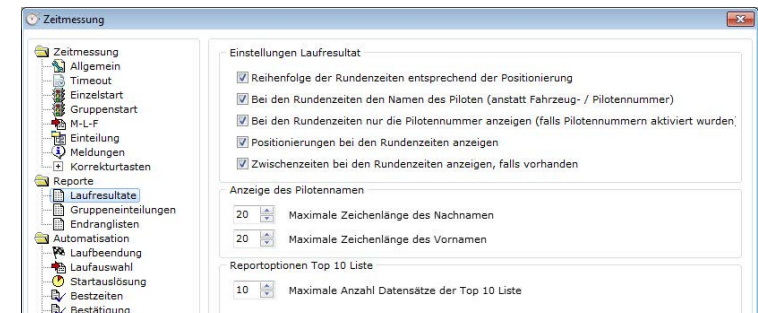 Zeitmessung
Zeitmessung
Allgemein
Timeout
Einzelstart
Gruppenstart
M-L-F
Einteilung
Meldungen
Korrekturtasten
Reporte
Laufresultate
Gruppeneinteilungen
Endranglisten
Automatisation
Laufbeendung
Laufauswahl
Startauslösung
Bestzeiten
Bestätigung
Einstellungen Laufresultat
Reihenfolge der Rundenzeiten entsprechend der Positionierung
Bei den Rundenzeiten den Namen des Piloten (anstatt Fahrzeug- / Pilotennummer)
Bei den Rundenzeiten nur die Pilotennummer anzeigen (falls Pilotennummern aktiviert wurden)
Positionierungen bei den Rundenzeiten anzeigen
Zwischenzeiten bei den Rundenzeiten anzeigen, falls vorhanden
Anzeige des Pilotennamen
20 Maximale Zeichenlänge des Nachnamen
20 Maximale Zeichenlänge des Vornamen
Reportoptionen Top 10 Liste
10 Maximale Anzahl Datensätze der Top 10 Liste